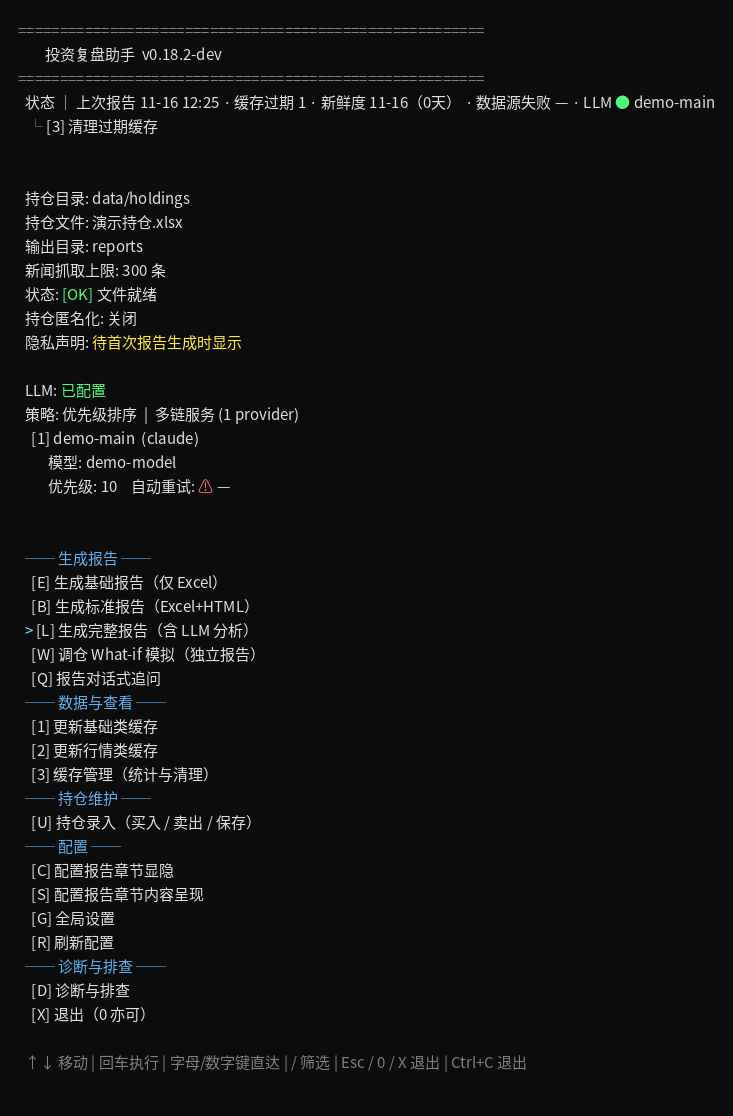 ========================================================
投资复盘助手 v0.18.2-dev
========================================================
状态 │ 上次报告 11-16 12:25 · 缓存过期 1 · 新鲜度 11-16（0天） · 数据源失败 — · LLM ● demo-main
└ [3] 清理过期缓存
持仓目录: data/holdings
持仓文件: 演示持仓.xlsx
输出目录: reports
新闻抓取上限: 300 条
状态: [OK] 文件就绪
持仓匿名化: 关闭
隐私声明: 待首次报告生成时显示
LLM: 已配置
策略: 优先级排序 | 多链服务 (1 provider)
[1] demo-main (claude)
模型: demo-model
优先级: 10 自动重试: ⚠ —
─── 生成报告 ───
[E] 生成基础报告（仅 Excel）
[B] 生成标准报告（Excel+HTML）
> [L] 生成完整报告（含 LLM 分析）
[W] 调仓 What-if 模拟（独立报告）
[Q] 报告对话式追问
─── 数据与查看 ───
[1] 更新基础类缓存
[2] 更新行情类缓存
[3] 缓存管理（统计与清理）
─── 持仓维护 ───
[U] 持仓录入（买入 / 卖出 / 保存）
─── 配置 ───
[C] 配置报告章节显隐
[S] 配置报告章节内容呈现
[G] 全局设置
[R] 刷新配置
─── 诊断与排查 ───
[D] 诊断与排查
[X] 退出（0 亦可）
↑↓ 移动 | 回车执行 | 字母/数字键直达 | / 筛选 | Esc / 0 / X 退出 | Ctrl+C 退出